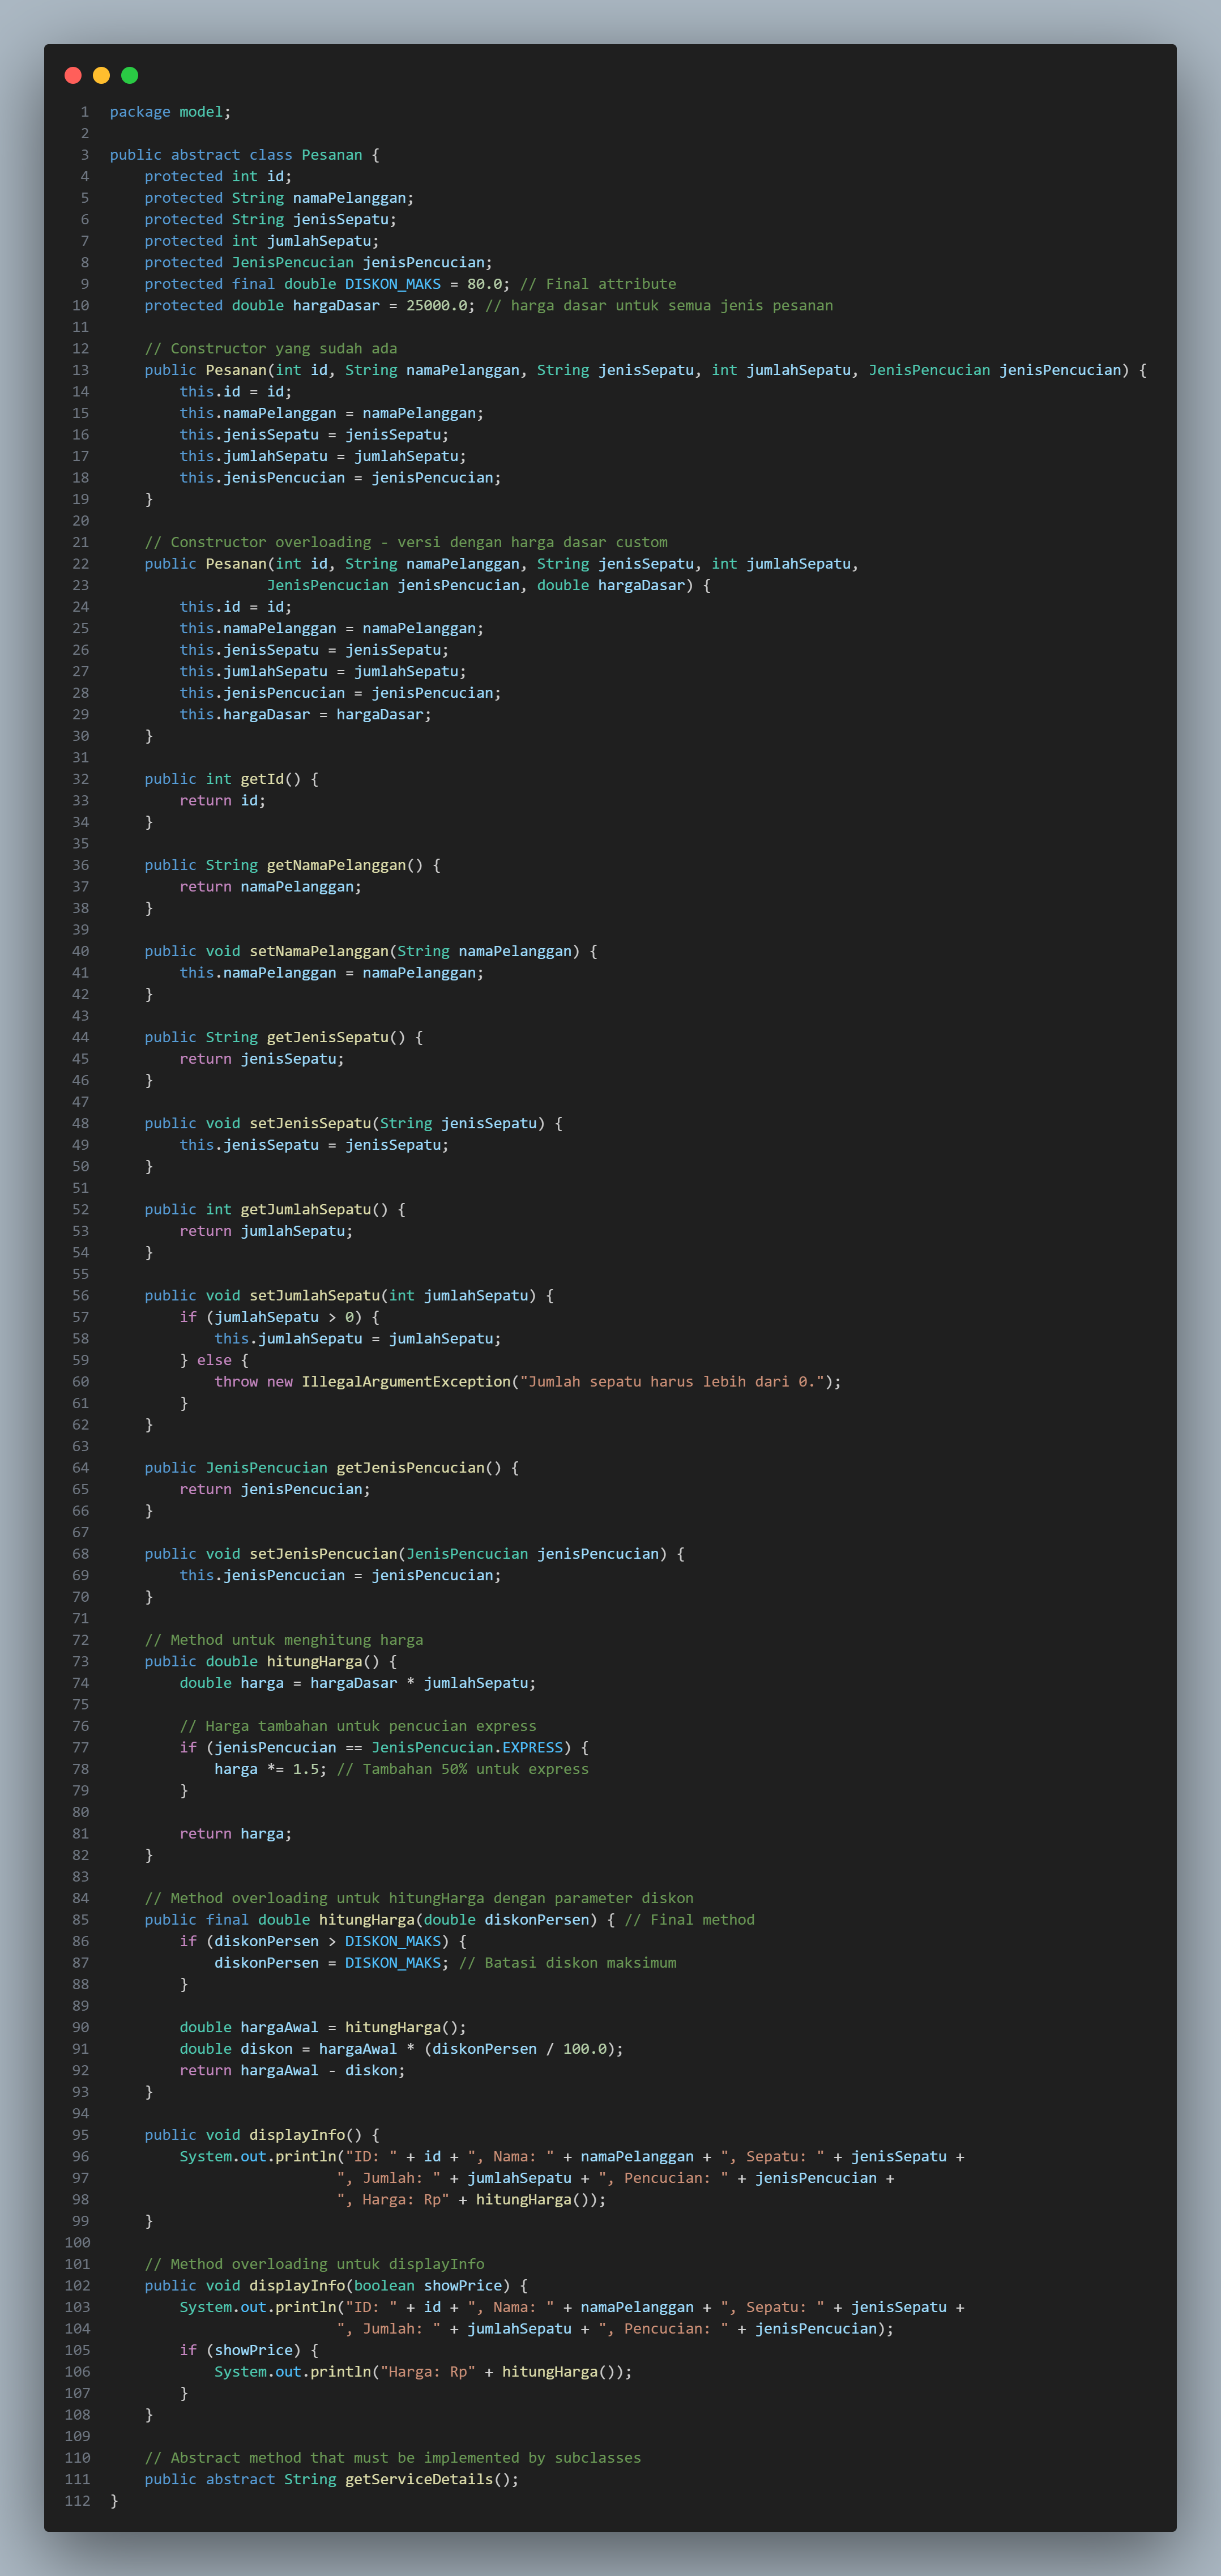 1 package model;
2
3 public abstract class Pesanan {
4     protected int id;
5     protected String namaPelanggan;
6     protected String jenisSepatu;
7     protected int jumlahSepatu;
8     protected JenisPencucian jenisPencucian;
9     protected final double DISKON_MAKS = 80.0; // Final attribute
10     protected double hargaDasar = 25000.0; // harga dasar untuk semua jenis pesanan
11
12     // Constructor yang sudah ada
13     public Pesanan(int id, String namaPelanggan, String jenisSepatu, int jumlahSepatu, JenisPencucian jenisPencucian) {
14         this.id = id;
15         this.namaPelanggan = namaPelanggan;
16         this.jenisSepatu = jenisSepatu;
17         this.jumlahSepatu = jumlahSepatu;
18         this.jenisPencucian = jenisPencucian;
19     }
20
21     // Constructor overloading - versi dengan harga dasar custom
22     public Pesanan(int id, String namaPelanggan, String jenisSepatu, int jumlahSepatu,
23                   JenisPencucian jenisPencucian, double hargaDasar) {
24         this.id = id;
25         this.namaPelanggan = namaPelanggan;
26         this.jenisSepatu = jenisSepatu;
27         this.jumlahSepatu = jumlahSepatu;
28         this.jenisPencucian = jenisPencucian;
29         this.hargaDasar = hargaDasar;
30     }
31
32     public int getId() {
33         return id;
34     }
35
36     public String getNamaPelanggan() {
37         return namaPelanggan;
38     }
39
40     public void setNamaPelanggan(String namaPelanggan) {
41         this.namaPelanggan = namaPelanggan;
42     }
43
44     public String getJenisSepatu() {
45         return jenisSepatu;
46     }
47
48     public void setJenisSepatu(String jenisSepatu) {
49         this.jenisSepatu = jenisSepatu;
50     }
51
52     public int getJumlahSepatu() {
53         return jumlahSepatu;
54     }
55
56     public void setJumlahSepatu(int jumlahSepatu) {
57         if (jumlahSepatu > 0) {
58             this.jumlahSepatu = jumlahSepatu;
59         } else {
60             throw new IllegalArgumentException("Jumlah sepatu harus lebih dari 0.");
61         }
62     }
63
64     public JenisPencucian getJenisPencucian() {
65         return jenisPencucian;
66     }
67
68     public void setJenisPencucian(JenisPencucian jenisPencucian) {
69         this.jenisPencucian = jenisPencucian;
70     }
71
72     // Method untuk menghitung harga
73     public double hitungHarga() {
74         double harga = hargaDasar * jumlahSepatu;
75
76         // Harga tambahan untuk pencucian express
77         if (jenisPencucian == JenisPencucian.EXPRESS) {
78             harga *= 1.5; // Tambahan 50% untuk express
79         }
80
81         return harga;
82     }
83
84     // Method overloading untuk hitungHarga dengan parameter diskon
85     public final double hitungHarga(double diskonPersen) { // Final method
86         if (diskonPersen > DISKON_MAKS) {
87             diskonPersen = DISKON_MAKS; // Batasi diskon maksimum
88         }
89
90         double hargaAwal = hitungHarga();
91         double diskon = hargaAwal * (diskonPersen / 100.0);
92         return hargaAwal - diskon;
93     }
94
95     public void displayInfo() {
96         System.out.println("ID: " + id + ", Nama: " + namaPelanggan + ", Sepatu: " + jenisSepatu +
97                           ", Jumlah: " + jumlahSepatu + ", Pencucian: " + jenisPencucian +
98                           ", Harga: Rp" + hitungHarga());
99     }
100
101     // Method overloading untuk displayInfo
102     public void displayInfo(boolean showPrice) {
103         System.out.println("ID: " + id + ", Nama: " + namaPelanggan + ", Sepatu: " + jenisSepatu +
104                           ", Jumlah: " + jumlahSepatu + ", Pencucian: " + jenisPencucian);
105         if (showPrice) {
106             System.out.println("Harga: Rp" + hitungHarga());
107         }
108     }
109
110     // Abstract method that must be implemented by subclasses
111     public abstract String getServiceDetails();
112 }